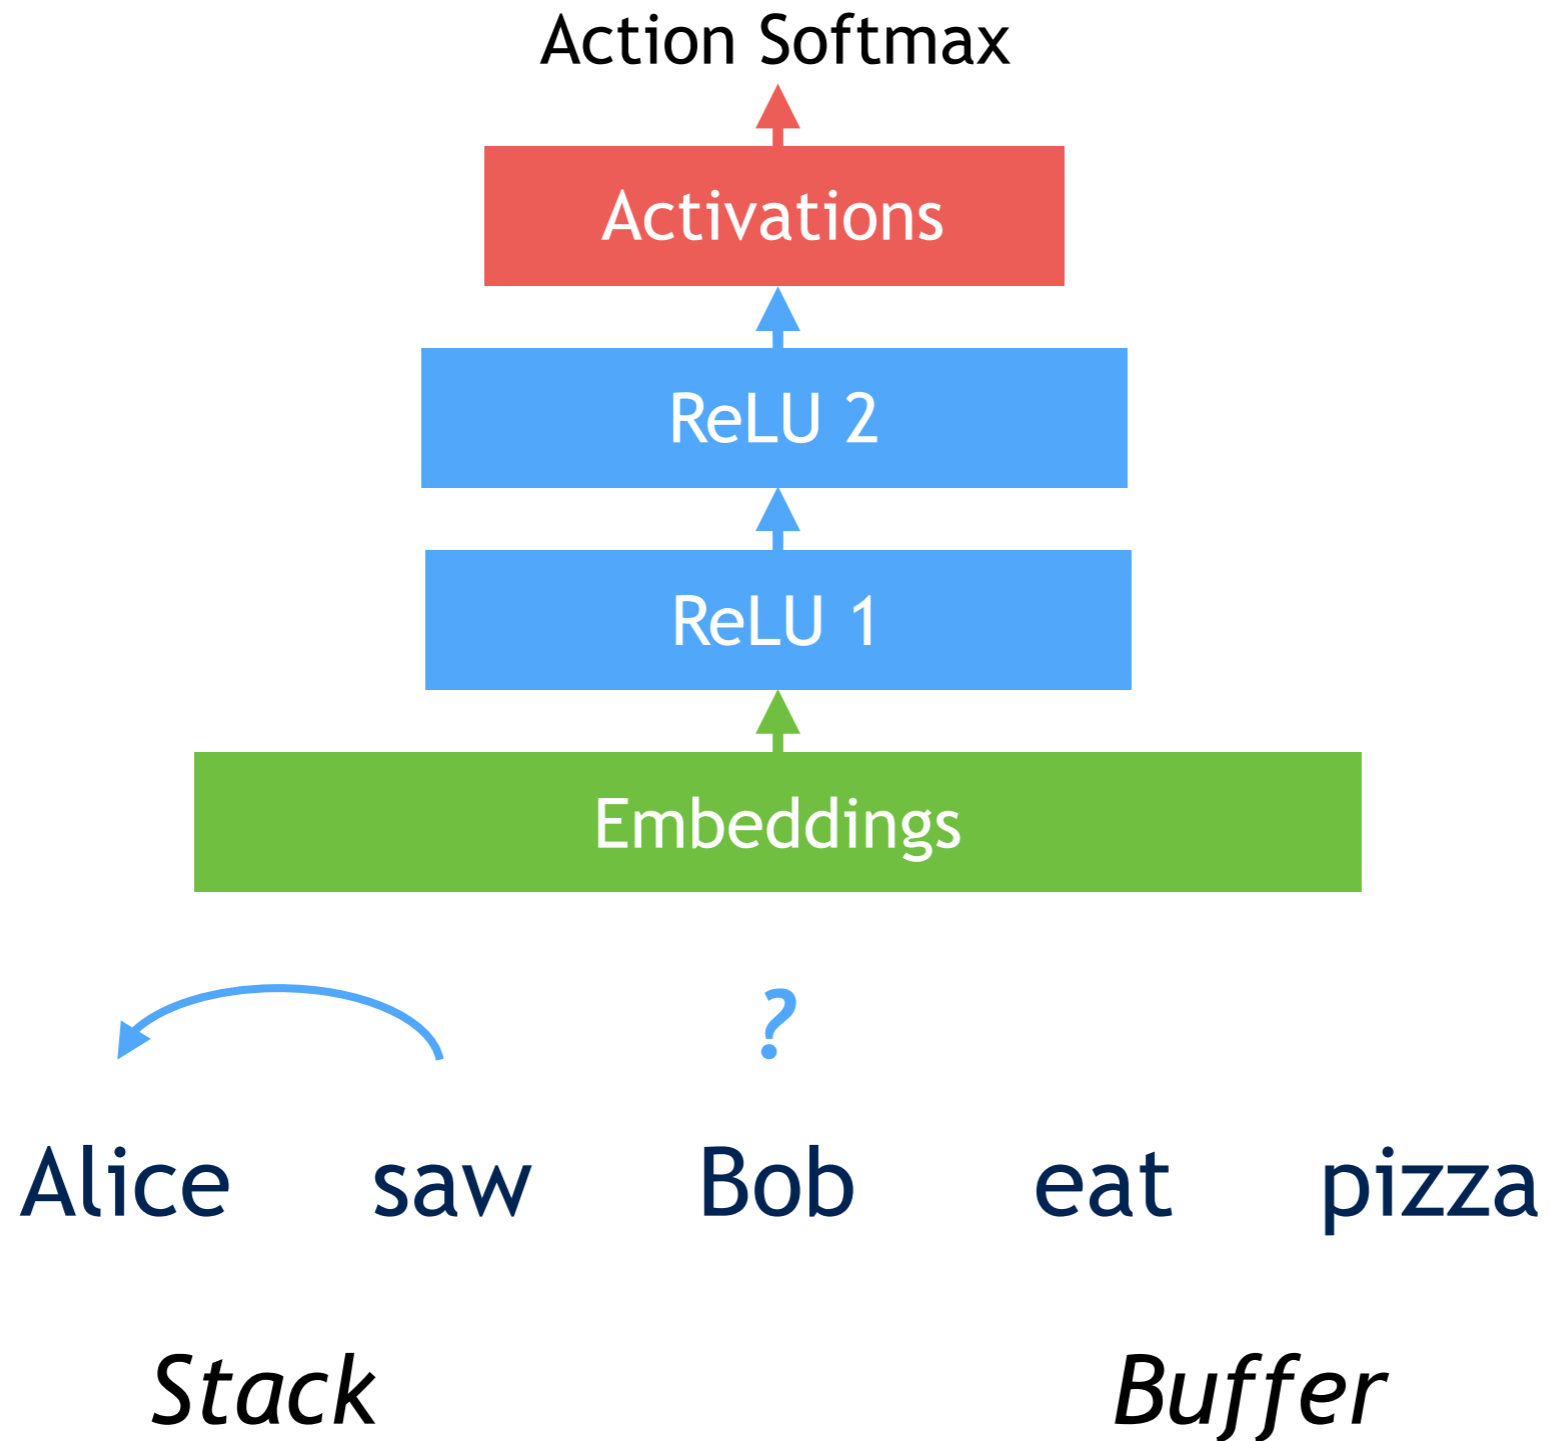 Action Softmax
Activations
ReLU 2
ReLU 1
Embeddings
?
Alice saw Bob eat pizza
Stack Buffer